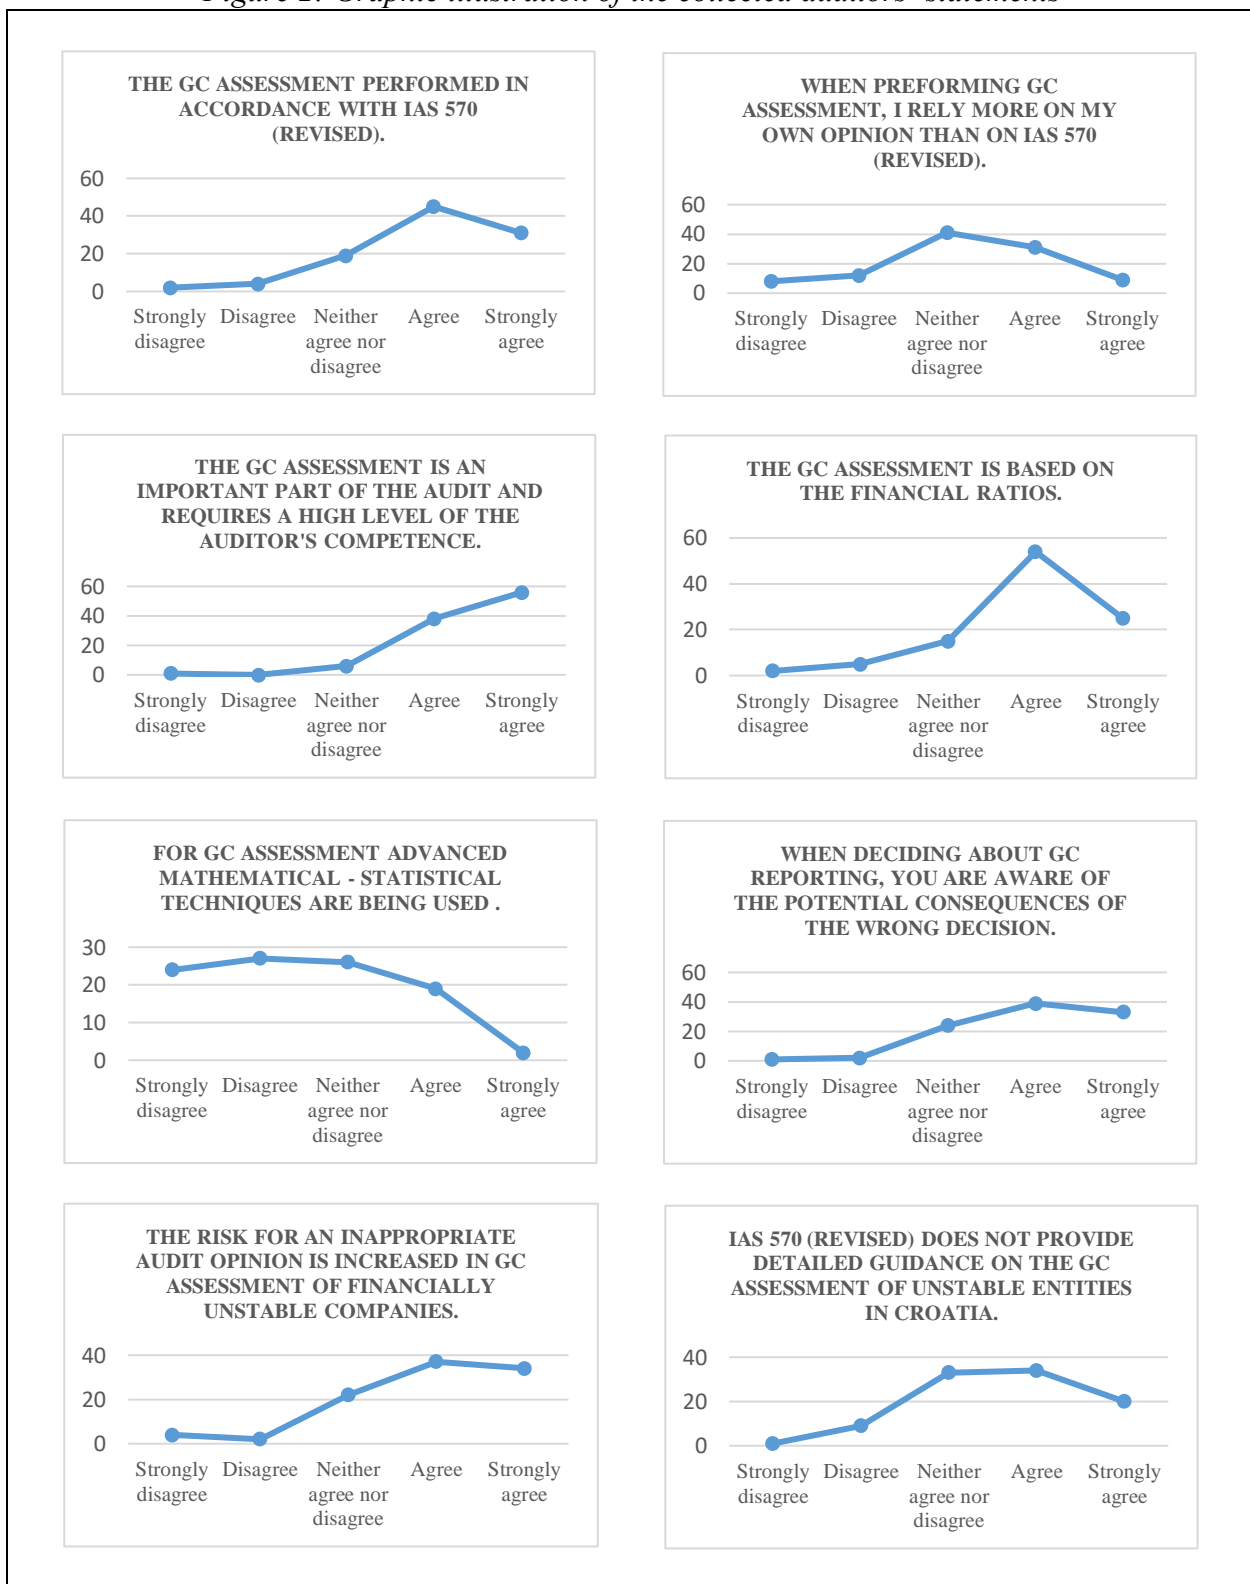 Figure 1: Graphic illustration of the collected auditors' statements
THE GC ASSESSMENT PERFORMED IN
ACCORDANCE WITH IAS 570
(REVISED).
60
40
20
0
Strongly disagree Disagree Neither agree nor disagree Agree Strongly agree
WHEN PREFORMING GC
ASSESSMENT, I RELY MORE ON MY
OWN OPINION THAN ON IAS 570
(REVISED).
60
40
20
0
Strongly disagree Disagree Neither agree nor disagree Agree Strongly agree
THE GC ASSESSMENT IS AN
IMPORTANT PART OF THE AUDIT AND
REQUIRES A HIGH LEVEL OF THE
AUDITOR'S COMPETENCE.
60
40
20
0
Strongly disagree Disagree Neither agree nor disagree Agree Strongly agree
THE GC ASSESSMENT IS BASED ON
THE FINANCIAL RATIOS.
60
40
20
0
Strongly disagree Disagree Neither agree nor disagree Agree Strongly agree
FOR GC ASSESSMENT ADVANCED
MATHEMATICAL - STATISTICAL
TECHNIQUES ARE BEING USED .
30
20
10
0
Strongly disagree Disagree Neither agree nor disagree Agree Strongly agree
WHEN DECIDING ABOUT GC
REPORTING, YOU ARE AWARE OF
THE POTENTIAL CONSEQUENCES OF
THE WRONG DECISION.
60
40
20
0
Strongly disagree Disagree Neither agree nor disagree Agree Strongly agree
THE RISK FOR AN INAPPROPRIATE
AUDIT OPINION IS INCREASED IN GC
ASSESSMENT OF FINANCIALLY
UNSTABLE COMPANIES.
40
20
0
Strongly disagree Disagree Neither agree nor disagree Agree Strongly agree
IAS 570 (REVISED) DOES NOT PROVIDE
DETAILED GUIDANCE ON THE GC
ASSESSMENT OF UNSTABLE ENTITIES
IN CROATIA.
40
20
0
Strongly disagree Disagree Neither agree nor disagree Agree Strongly agree